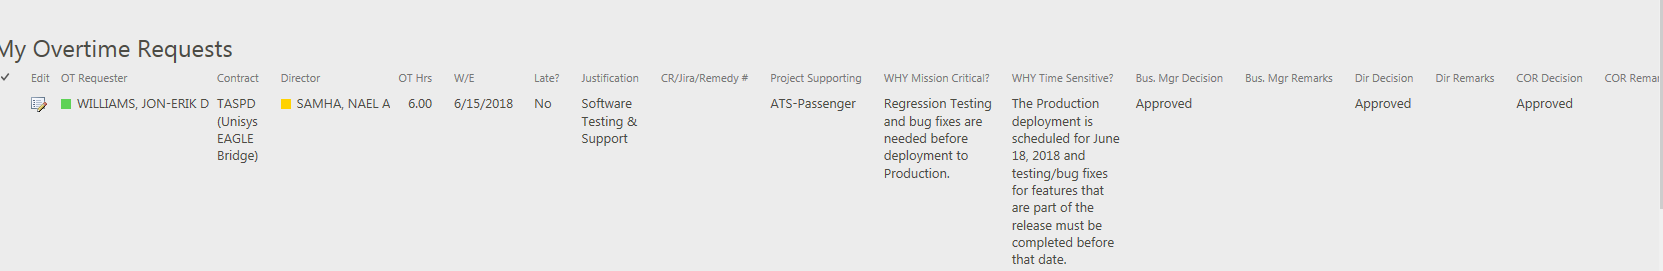 My Overtime Requests
Edit OT Requester Contract Director OT Hrs W/E Late? Justification CR/Jira/Remedy # Project Supporting WHY Mission Critical? WHY Time Sensitive? Bus. Mgr Decision Bus. Mgr Remarks Dir Decision Dir Remarks COR Decision COR Remar
WILLIAMS, JON-ERIK D TASPD SAMHA, NAEL A 6.00 6/15/2018 No Software ATS-Passenger Regression Testing The Production Approved Approved Approved
(Unisys Testing & and bug fixes are deployment is
EAGLE Support needed before scheduled for June
Bridge) deployment to 18, 2018 and
Production. testing/bug fixes
for features that
are part of the
release must be
completed before
that date.